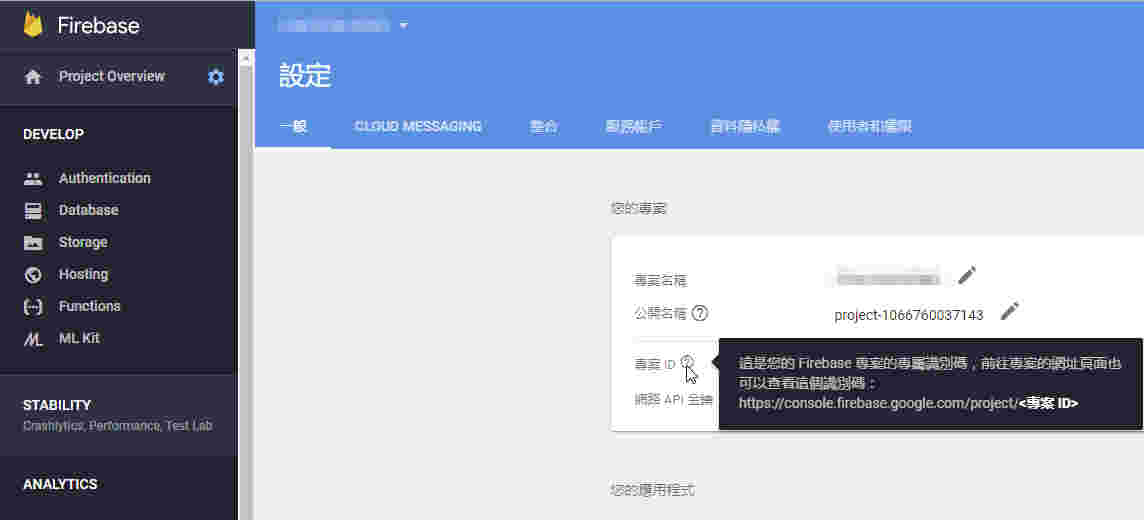 Firebase
Project Overview
設定
一般 CLOUD MESSAGING 整合 服務帳戶 資料隱私權 使用者和權限
DEVELOP
Authentication
Database
Storage
Hosting
Functions
ML Kit
STABILITY
Crashlytics, Performance, Test Lab
ANALYTICS
您的專案
專案名稱
公開名稱 project-1066760037143
專案 ID
網路 API 金鑰
這是您的 Firebase 專案的專屬識別碼，前往專案的網址頁面也
可以查看這個識別碼：
https://console.firebase.google.com/project/<專案 ID>
您的應用程式